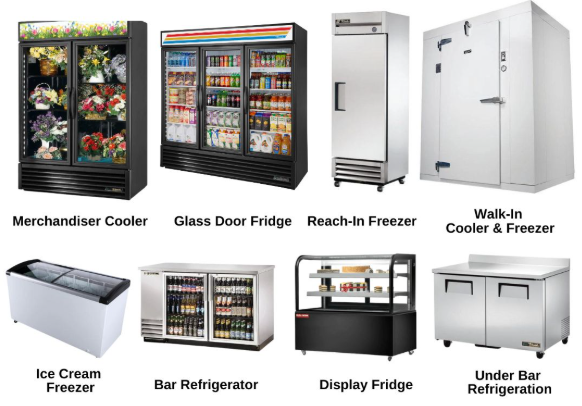 Merchandiser Cooler
Glass Door Fridge
Reach-In Freezer
Walk-In
Cooler & Freezer
Ice Cream
Freezer
Bar Refrigerator
Display Fridge
Under Bar
Refrigeration